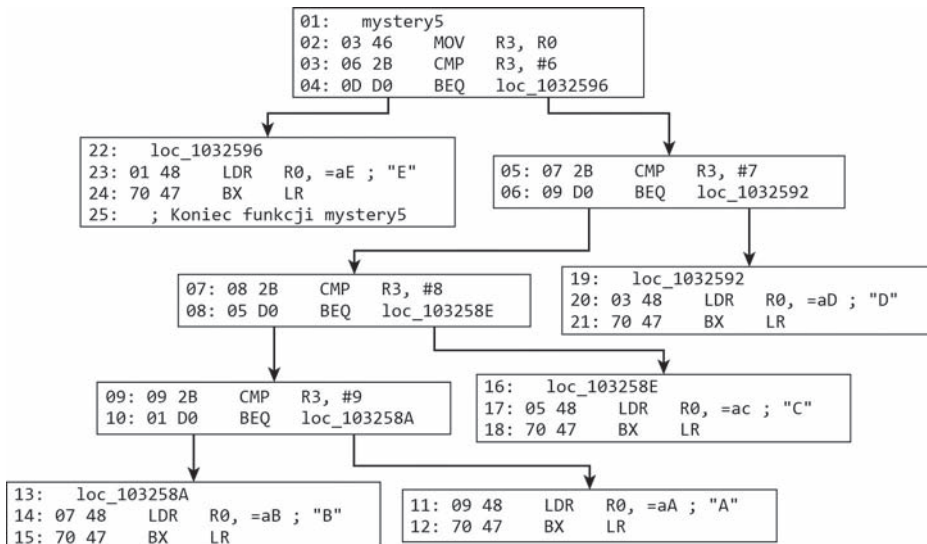 01:   mystery5
02: 03 46     MOV   R3, R0
03: 06 2B     CMP   R3, #6
04: 0D D0     BEQ   loc_1032596
22:   loc_1032596
23: 01 48     LDR   R0, =aE ; "E"
24: 70 47     BX    LR
25:   ; Koniec funkcji mystery5
05: 07 2B     CMP   R3, #7
06: 09 D0     BEQ   loc_1032592
07: 08 2B     CMP   R3, #8
08: 05 D0     BEQ   loc_103258E
19:   loc_1032592
20: 03 48     LDR   R0, =aD ; "D"
21: 70 47     BX    LR
09: 09 2B     CMP   R3, #9
10: 01 D0     BEQ   loc_103258A
16:   loc_103258E
17: 05 48     LDR   R0, =ac ; "C"
18: 70 47     BX    LR
13:   loc_103258A
14: 07 48     LDR   R0, =aB ; "B"
15: 70 47     BX    LR
11: 09 48     LDR   R0, =aA ; "A"
12: 70 47     BX    LR